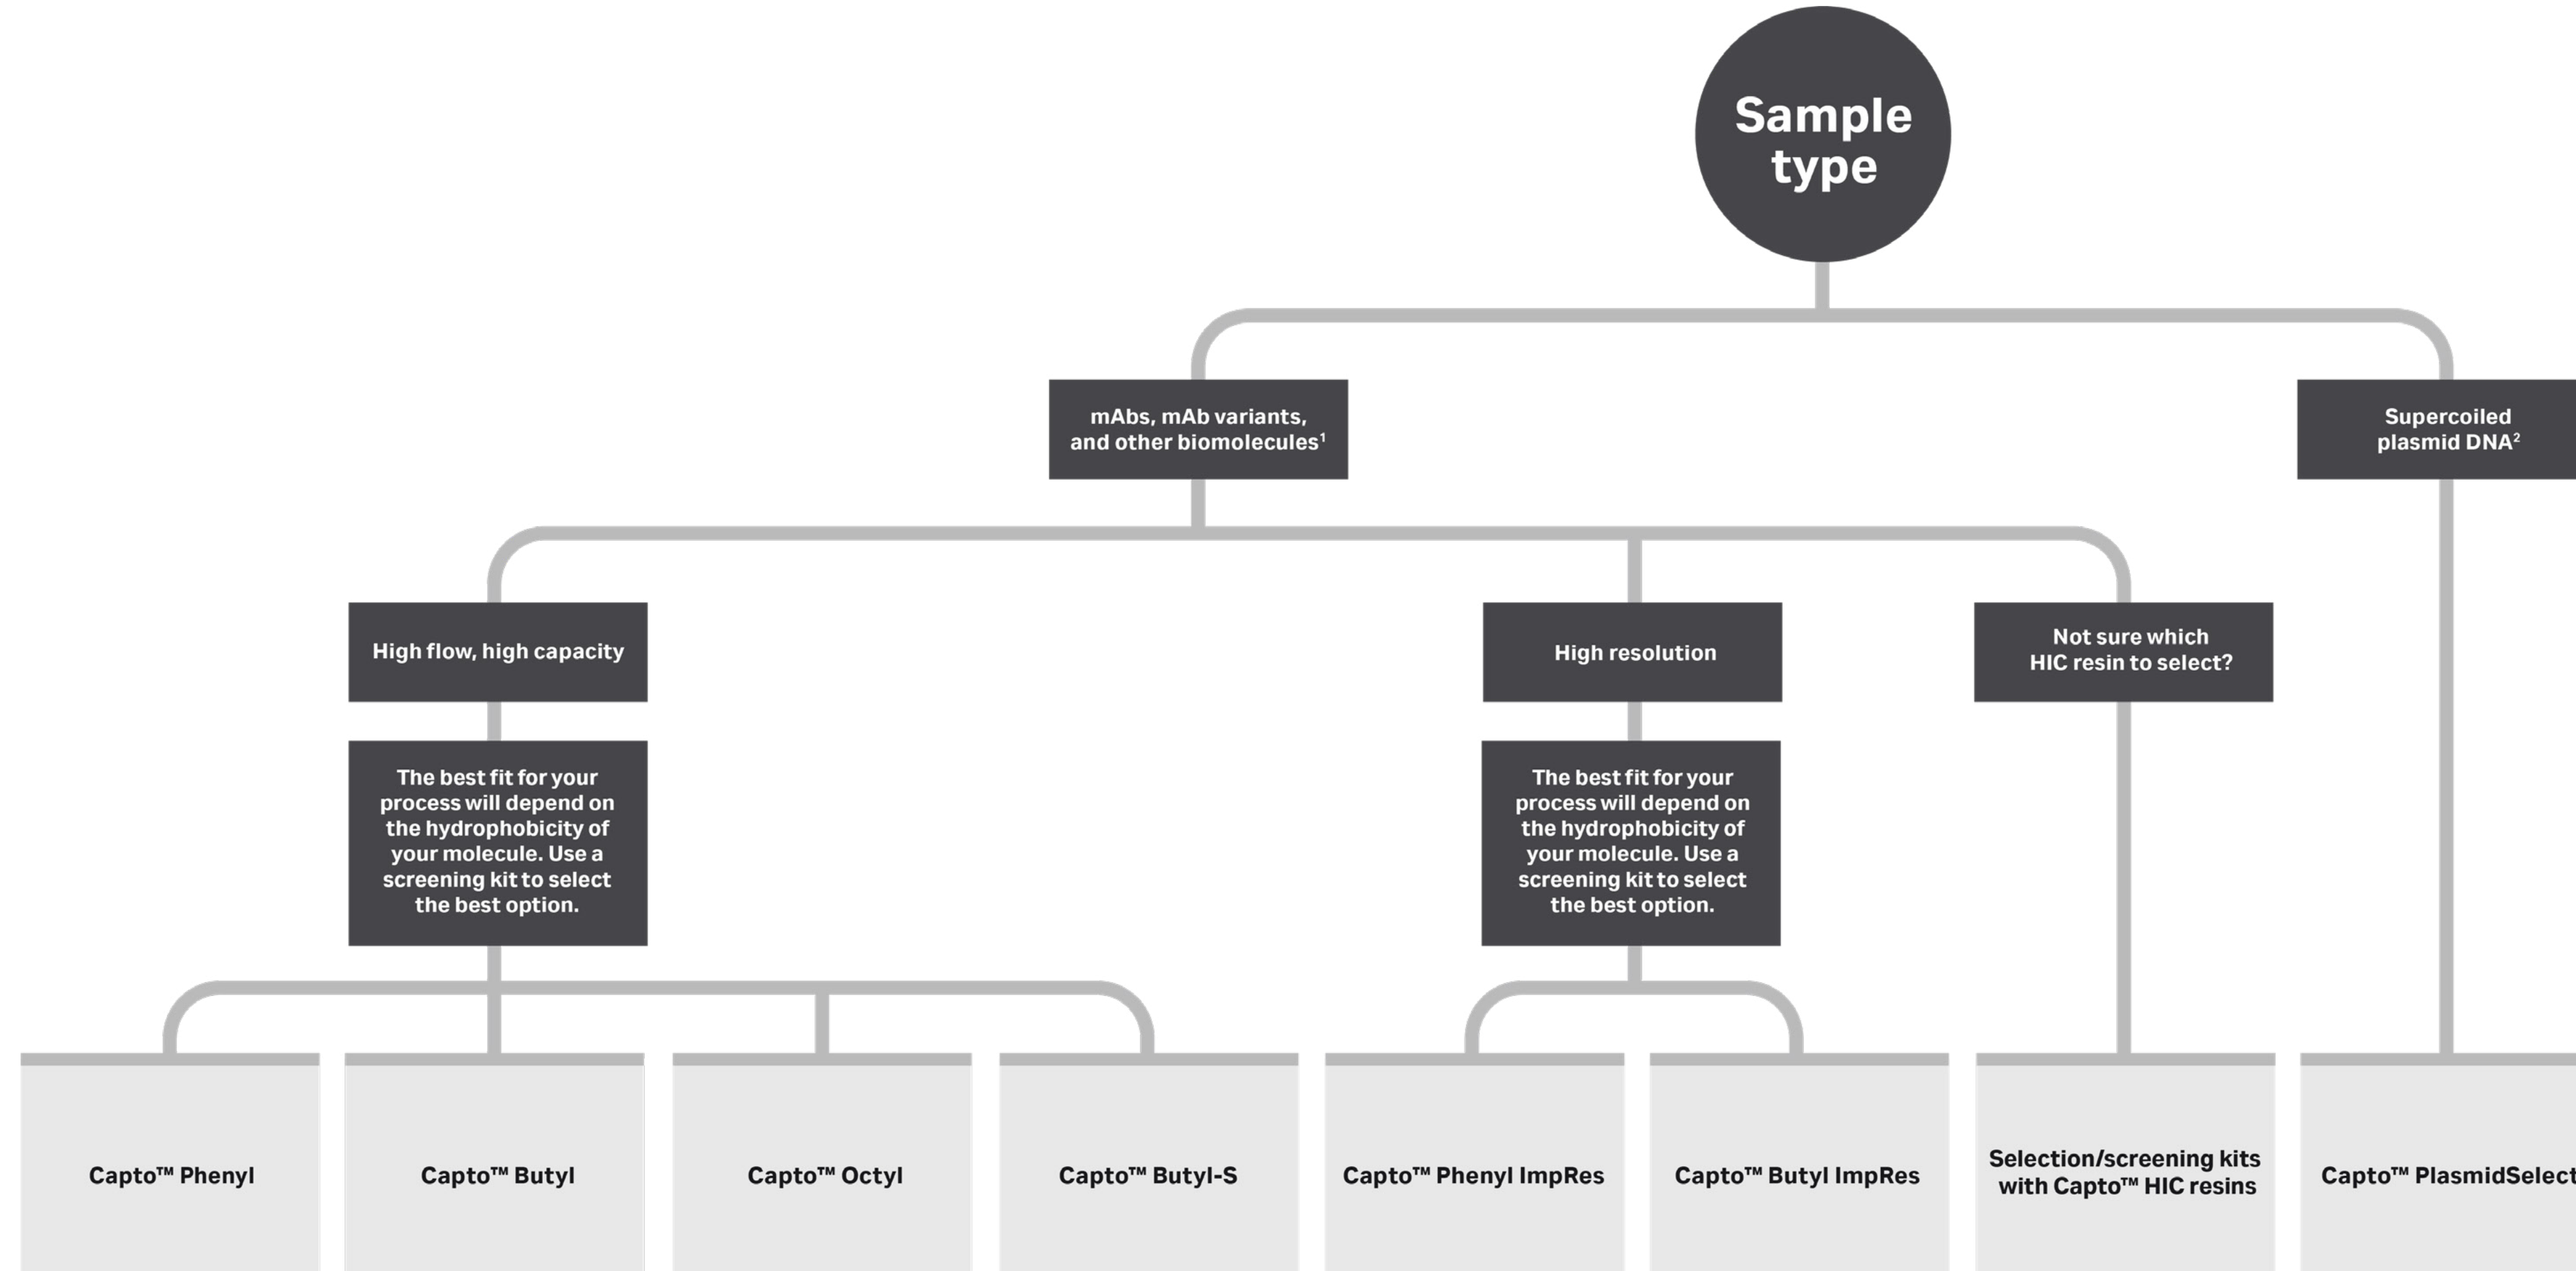 Sample
type
mAbs, mAb variants,
and other biomolecules¹
Supercoiled
plasmid DNA²
High flow, high capacity
High resolution
Not sure which
HIC resin to select?
The best fit for your
process will depend on
the hydrophobicity of
your molecule. Use a
screening kit to select
the best option.
The best fit for your
process will depend on
the hydrophobicity of
your molecule. Use a
screening kit to select
the best option.
Capto™ Phenyl
Capto™ Butyl
Capto™ Octyl
Capto™ Butyl-S
Capto™ Phenyl ImpRes
Capto™ Butyl ImpRes
Selection/screening kits
with Capto™ HIC resins
Capto™ PlasmidSelect